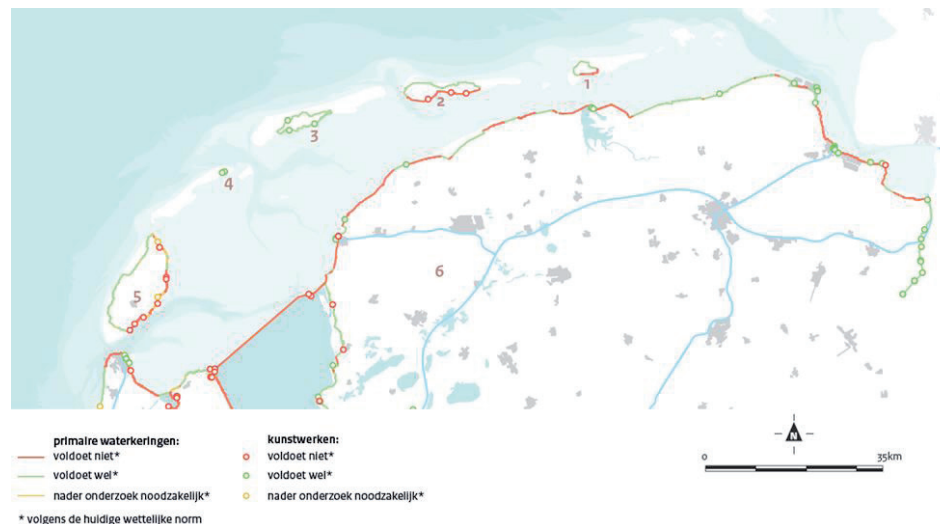 1
2
3
4
5
6
primaire waterkeringen:
voldoet niet*
voldoet wel*
nader onderzoek noodzakelijk*
* volgens de huidige wettelijke norm
kunstwerken:
voldoet niet*
voldoet wel*
nader onderzoek noodzakelijk*
N
0 35km